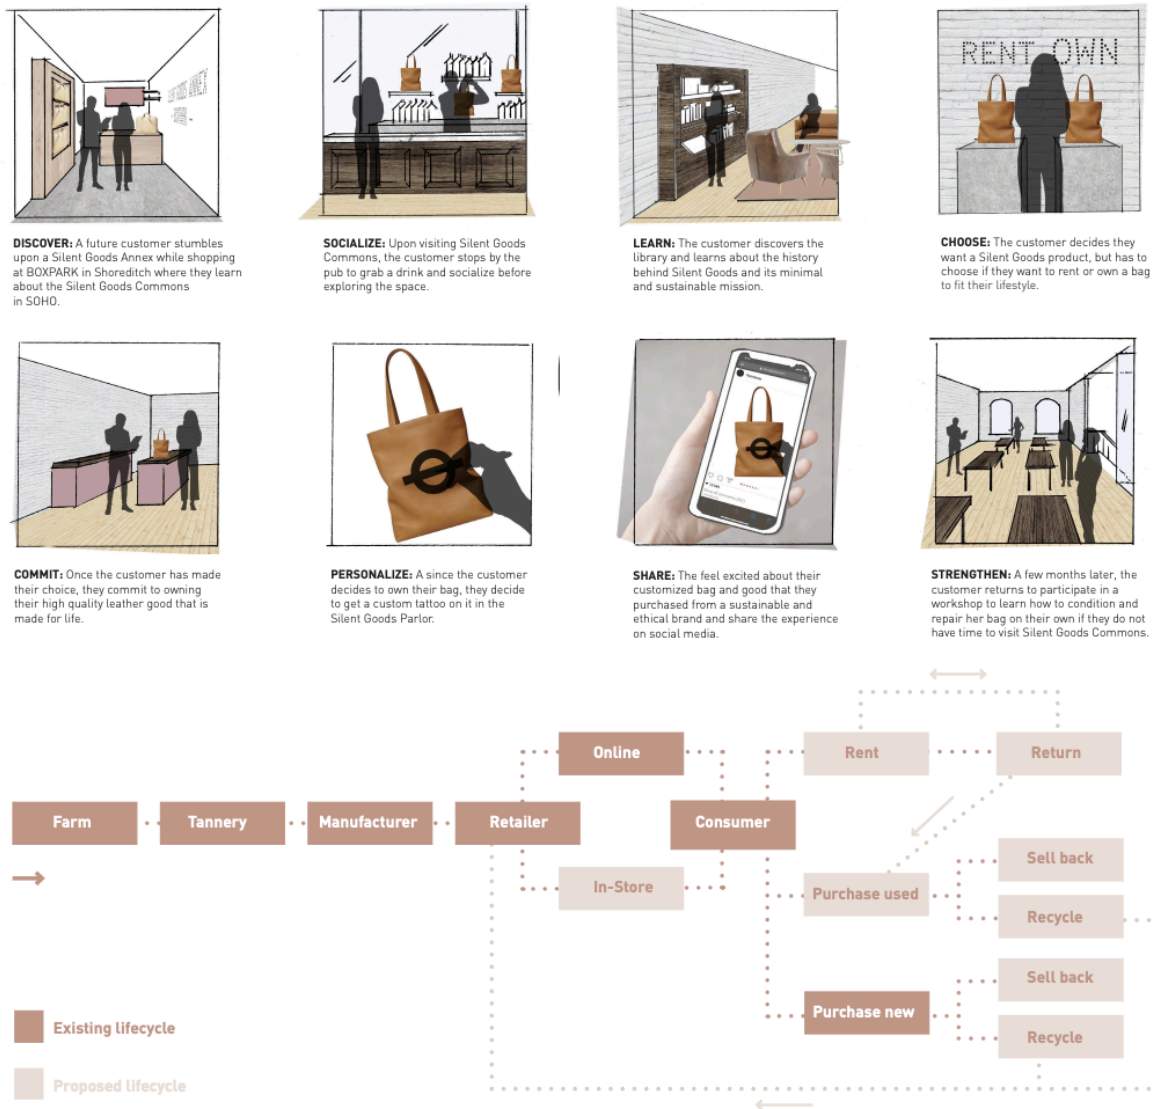 RENT OWN
DISCOVER: A future customer stumbles
upon a Silent Goods Annex while shopping
at BOXPARK in Shoreditch where they learn
about the Silent Goods Commons
in SOHO.
SOCIALIZE: Upon visiting Silent Goods
Commons, the customer stops by the
pub to grab a drink and socialize before
exploring the space.
LEARN: The customer discovers the
library and learns about the history
behind Silent Goods and its minimal
and sustainable mission.
CHOOSE: The customer decides they
want a Silent Goods product, but has to
choose if they want to rent or own a bag
to fit their lifestyle.
COMMIT: Once the customer has made
their choice, they commit to owning
their high quality leather good that is
made for life.
PERSONALIZE: A since the customer
decides to own their bag, they decide
to get a custom tattoo on it in the
Silent Goods Parlor.
SHARE: The feel excited about their
customized bag and good that they
purchased from a sustainable and
ethical brand and share the experience
on social media.
STRENGTHEN: A few months later, the
customer returns to participate in a
workshop to learn how to condition and
repair her bag on their own if they do not
have time to visit Silent Goods Commons.
Online
Rent
Return
Farm
Tannery
Manufacturer
Retailer
Consumer
In-Store
Purchase used
Sell back
Recycle
Purchase new
Sell back
Recycle
Existing lifecycle
Proposed lifecycle